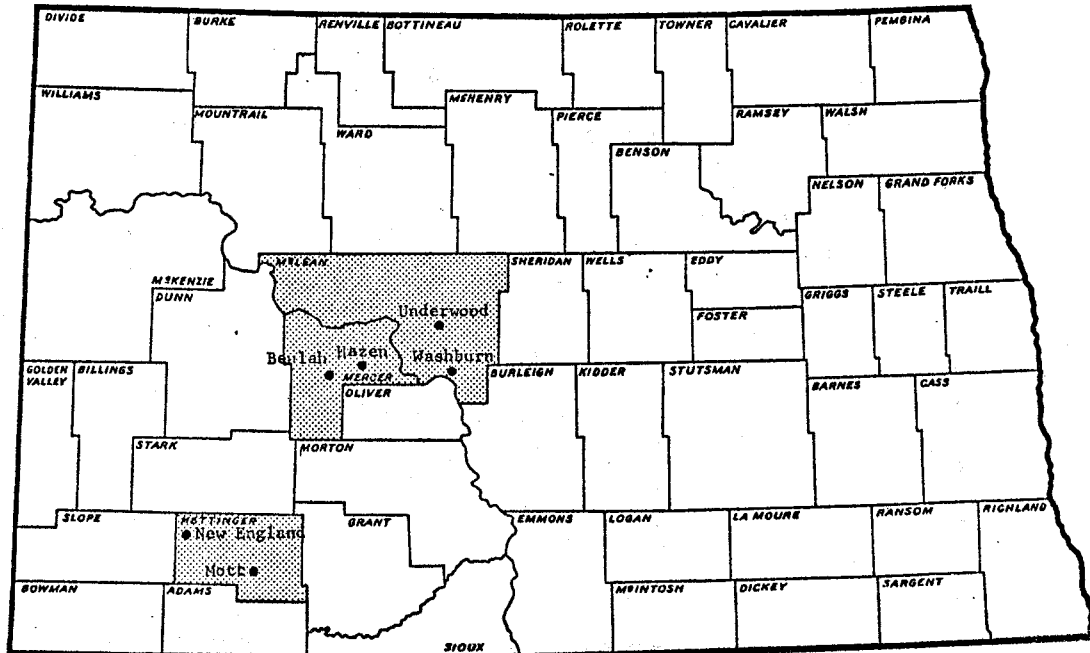 DIVIDE
BURKE
RENVILLE
BOTTINEAU
ROLETTE
TOWNER
CAVALIER
PEMBINA
WILLIAMS
MOUNTRAIL
WARD
McHENRY
PIERCE
BENSON
RAMSEY
WALSH
NELSON
GRAND FORKS
McKENZIE
DUNN
McLEAN
SHERIDAN
WELLS
EDDY
FOSTER
GRIGGS
STEELE
TRAILL
Underwood
Beulah
Hazen
Washburn
MERCER
OLIVER
GOLDEN
VALLEY
BILLINGS
BURLEIGH
KIDDER
STUTSMAN
BARNES
CASS
STARK
MORTON
SLOPE
HETTINGER
New England
Mott
GRANT
EMMONS
LOGAN
LA MOURE
RANSOM
RICHLAND
BOWMAN
ADAMS
SIOUX
McINTOSH
DICKEY
SARGENT